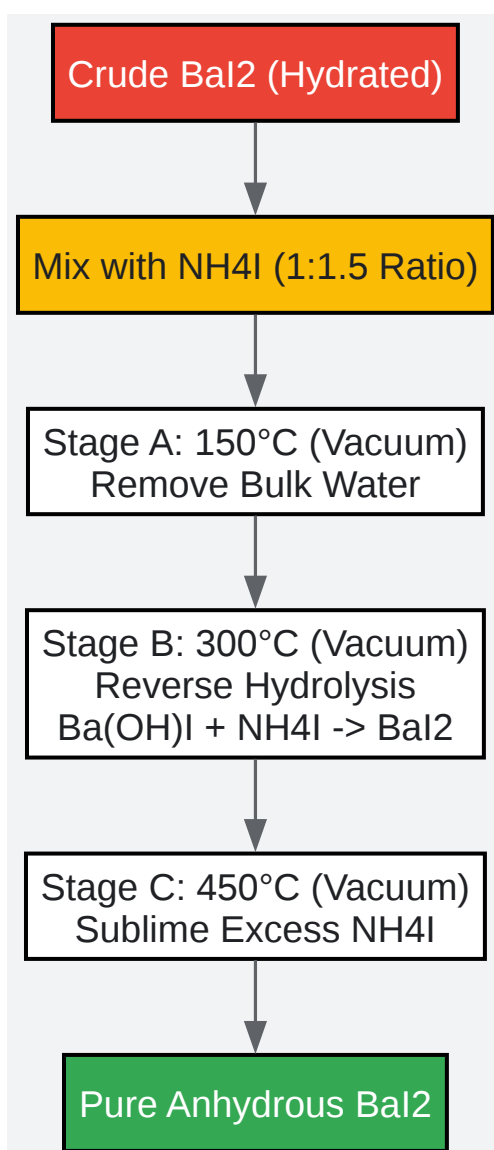 Crude BaI2 (Hydrated)
Mix with NH4I (1:1.5 Ratio)
Stage A: 150°C (Vacuum)
Remove Bulk Water
Stage B: 300°C (Vacuum)
Reverse Hydrolysis
Ba(OH)I + NH4I -> BaI2
Stage C: 450°C (Vacuum)
Sublime Excess NH4I
Pure Anhydrous BaI2